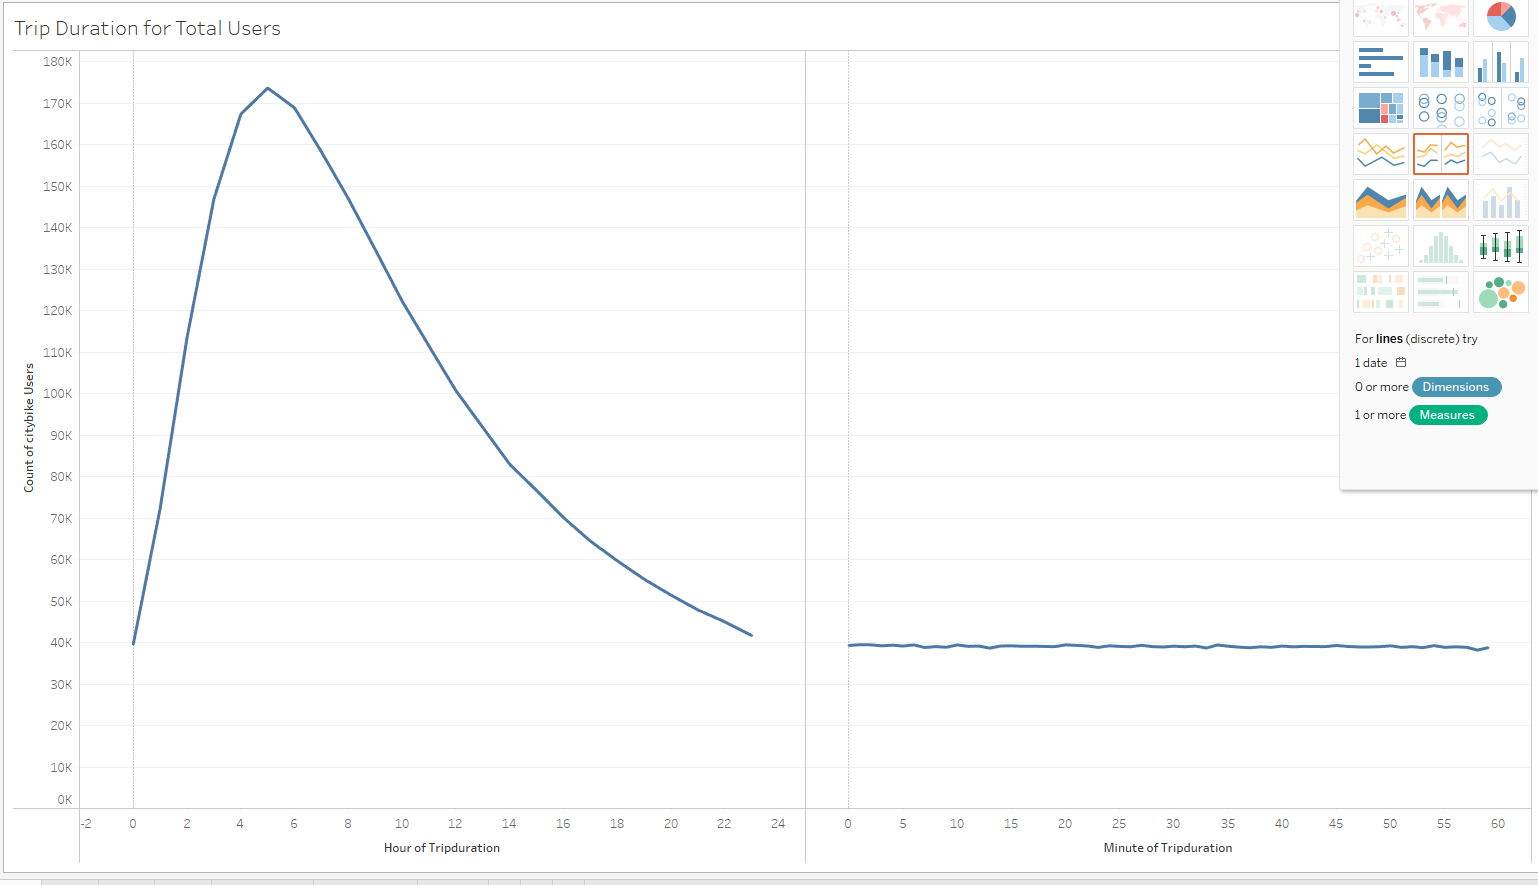 Trip Duration for Total Users
180K
170K
160K
150K
140K
130K
120K
110K
100K
90K
80K
70K
60K
50K
40K
30K
20K
10K
0K
Count of citybike Users
-2 0 2 4 6 8 10 12 14 16 18 20 22 24
Hour of Tripduration
0 5 10 15 20 25 30 35 40 45 50 55 60
Minute of Tripduration
For lines (discrete) try
1 date
0 or more Dimensions
1 or more Measures